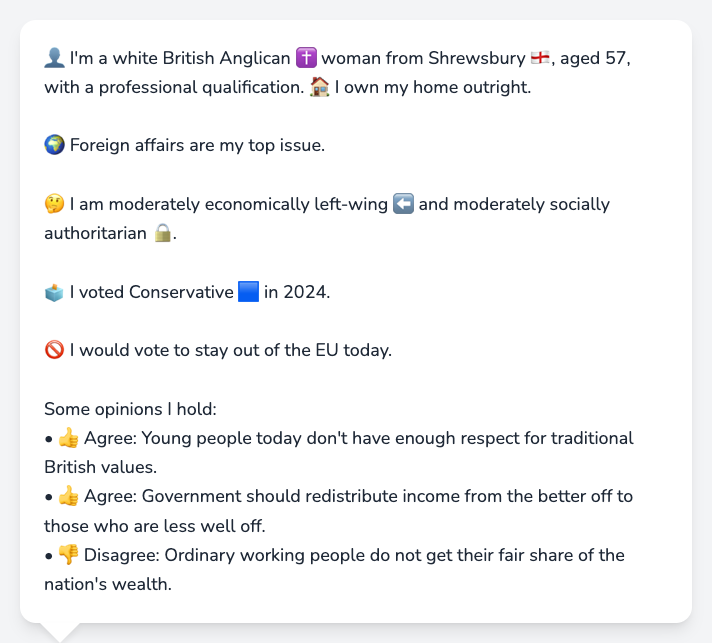 👤 I'm a white British Anglican ✝️ woman from Shrewsbury 🏴󠁧󠁢󠁥󠁮󠁧󠁿, aged 57,
with a professional qualification. 🏠 I own my home outright.
🌍 Foreign affairs are my top issue.
🤔 I am moderately economically left-wing ⬅️ and moderately socially
authoritarian 🔒.
🗳️ I voted Conservative 🟦 in 2024.
🚫 I would vote to stay out of the EU today.
Some opinions I hold:
• 👍 Agree: Young people today don't have enough respect for traditional
British values.
• 👍 Agree: Government should redistribute income from the better off to
those who are less well off.
• 👎 Disagree: Ordinary working people do not get their fair share of the
nation's wealth.